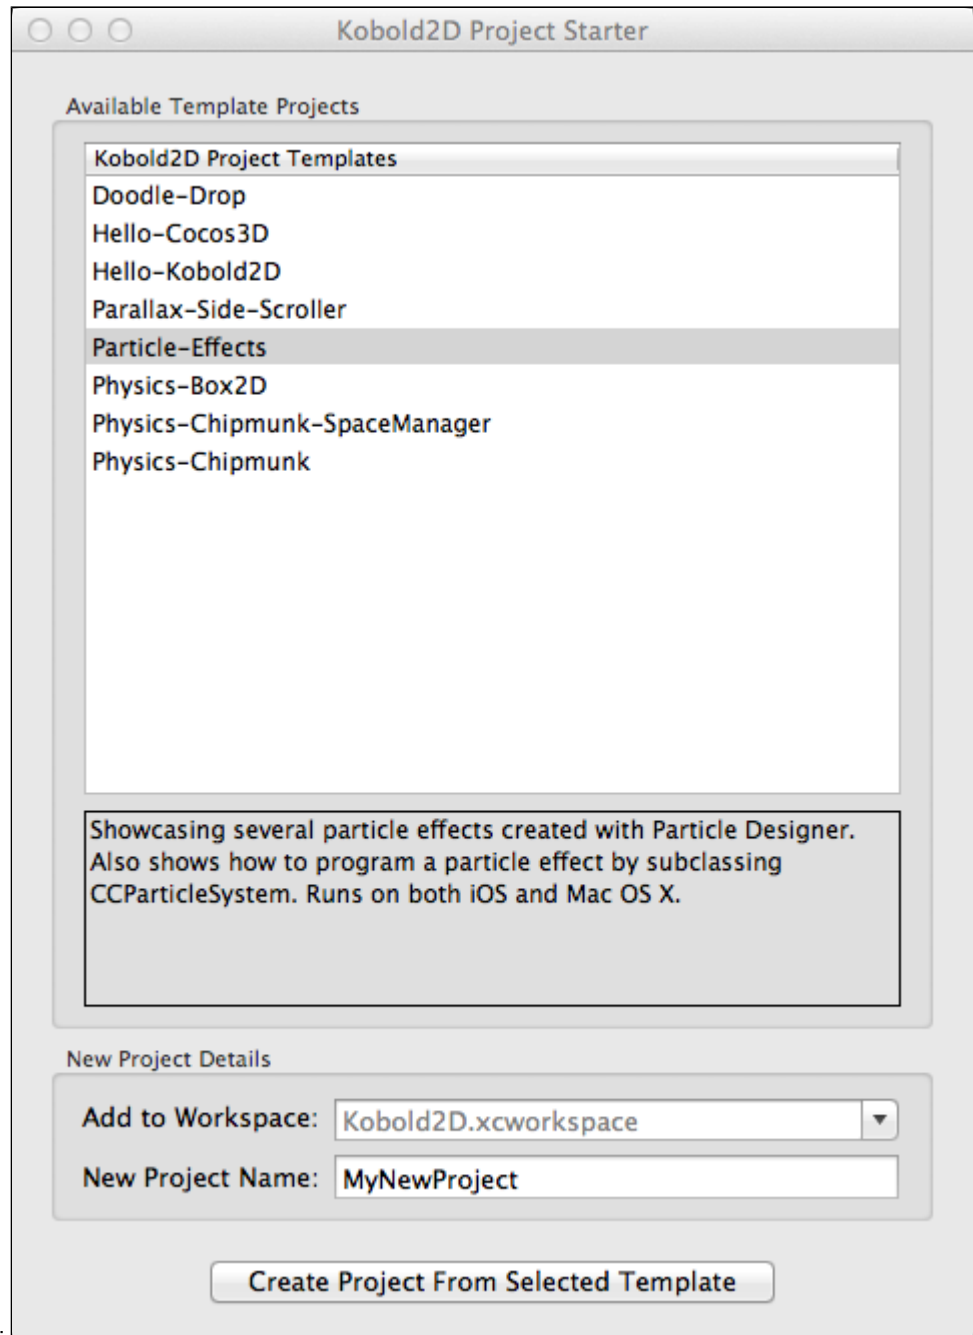 Kobold2D Project Starter
Available Template Projects
Kobold2D Project Templates
Doodle-Drop
Hello-Cocos3D
Hello-Kobold2D
Parallax-Side-Scroller
Particle-Effects
Physics-Box2D
Physics-Chipmunk-SpaceManager
Physics-Chipmunk
Showcasing several particle effects created with Particle Designer.
Also shows how to program a particle effect by subclassing
CCParticleSystem. Runs on both iOS and Mac OS X.
New Project Details
Add to Workspace: Kobold2D.xcworkspace
New Project Name: MyNewProject
Create Project From Selected Template
.